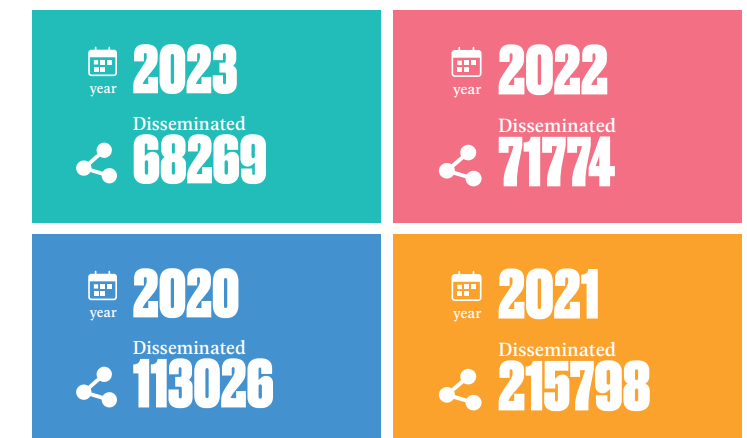 2023
year
Disseminated
68269
2022
year
Disseminated
71774
2020
year
Disseminated
113026
2021
year
Disseminated
215798